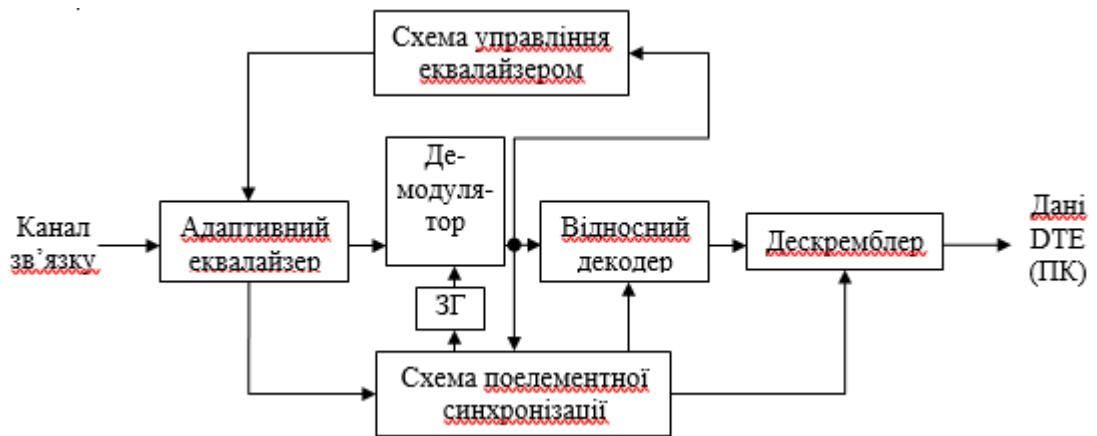 Схема управління
еквалайзером
Де-
модуля-
тор
Канал
зв’язку
Адаптивний
еквалайзер
Відносний
декодер
Дескремблер
Дані
DTE
(ПК)
ЗГ
Схема поелементної
синхронізації